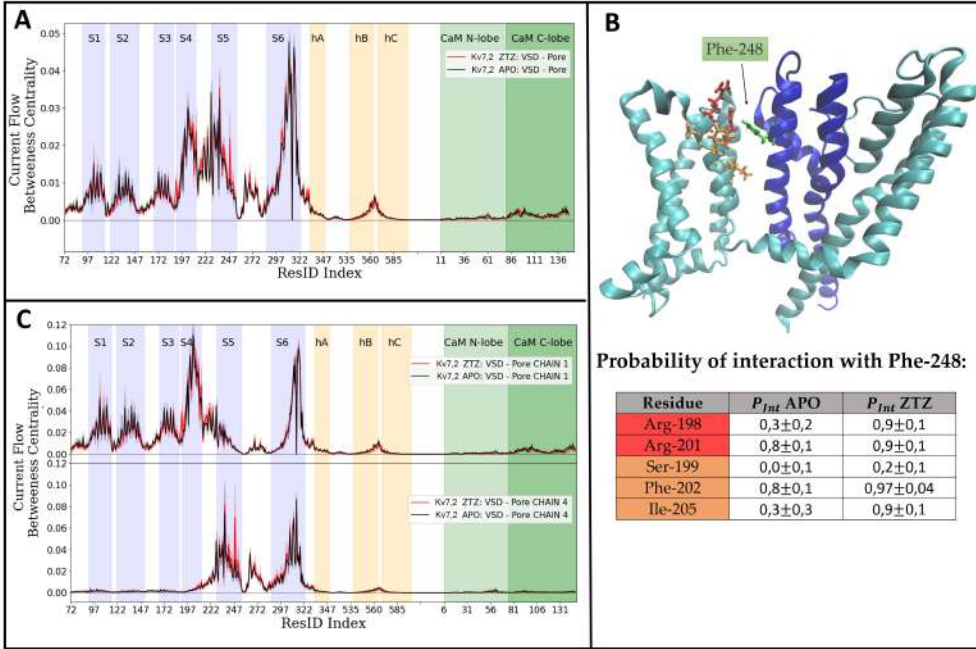 A
S1 S2 S3 S4 S5 S6 hA hB hC CaM N-lobe CaM C-lobe
Kv7,2 ZTZ: VSD - Pore
Kv7,2 APO: VSD - Pore
Current Flow
Betweeness Centrality
0.05
0.04
0.03
0.02
0.01
0.00
72 97 122 147 172 197 222 247 272 297 322 347 535 560 585 11 36 61 86 111 136
ResID Index
B
Phe-248
Probability of interaction with Phe-248:
Residue P_Int APO P_Int ZTZ
Arg-198 0,3±0,2 0,9±0,1
Arg-201 0,8±0,1 0,9±0,1
Ser-199 0,0±0,1 0,2±0,1
Phe-202 0,8±0,1 0,97±0,04
Ile-205 0,3±0,3 0,9±0,1
C
S1 S2 S3 S4 S5 S6 hA hB hC CaM N-lobe CaM C-lobe
Kv7,2 ZTZ: VSD - Pore CHAIN 1
Kv7,2 APO: VSD - Pore CHAIN 1
Current Flow
Betweeness Centrality
0.12
0.10
0.08
0.06
0.04
0.02
0.00
0.12
0.10
0.08
0.06
0.04
0.02
0.00
Kv7,2 ZTZ: VSD - Pore CHAIN 4
Kv7,2 APO: VSD - Pore CHAIN 4
72 97 122 147 172 197 222 247 272 297 322 347 535 560 585 6 31 56 81 106 131
ResID Index